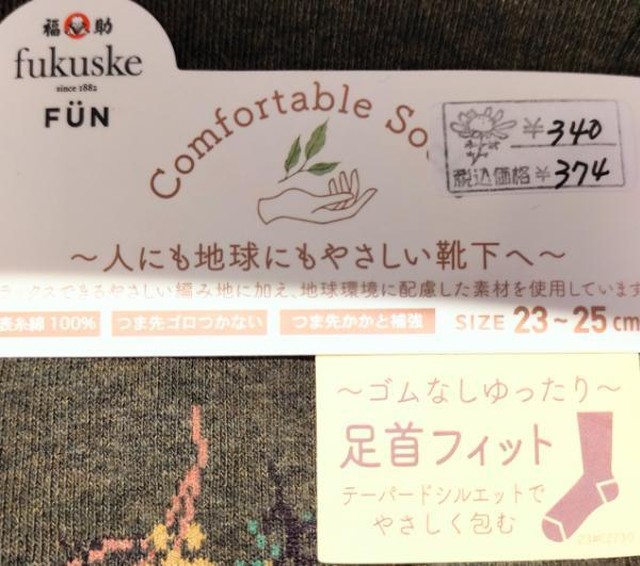 福助
fukuske
since 1882
FÜN
Comfortable So
¥340
税込価格 ¥374
〜人にも地球にもやさしい靴下へ〜
ラックスできるやさしい編み地に加え、地球環境に配慮した素材を使用しています
表糸綿100% つま先ゴロつかない つま先かかと補強 SIZE 23~25cm
〜ゴムなしゆったり〜
足首フィット
テーパードシルエットで
やさしく包む